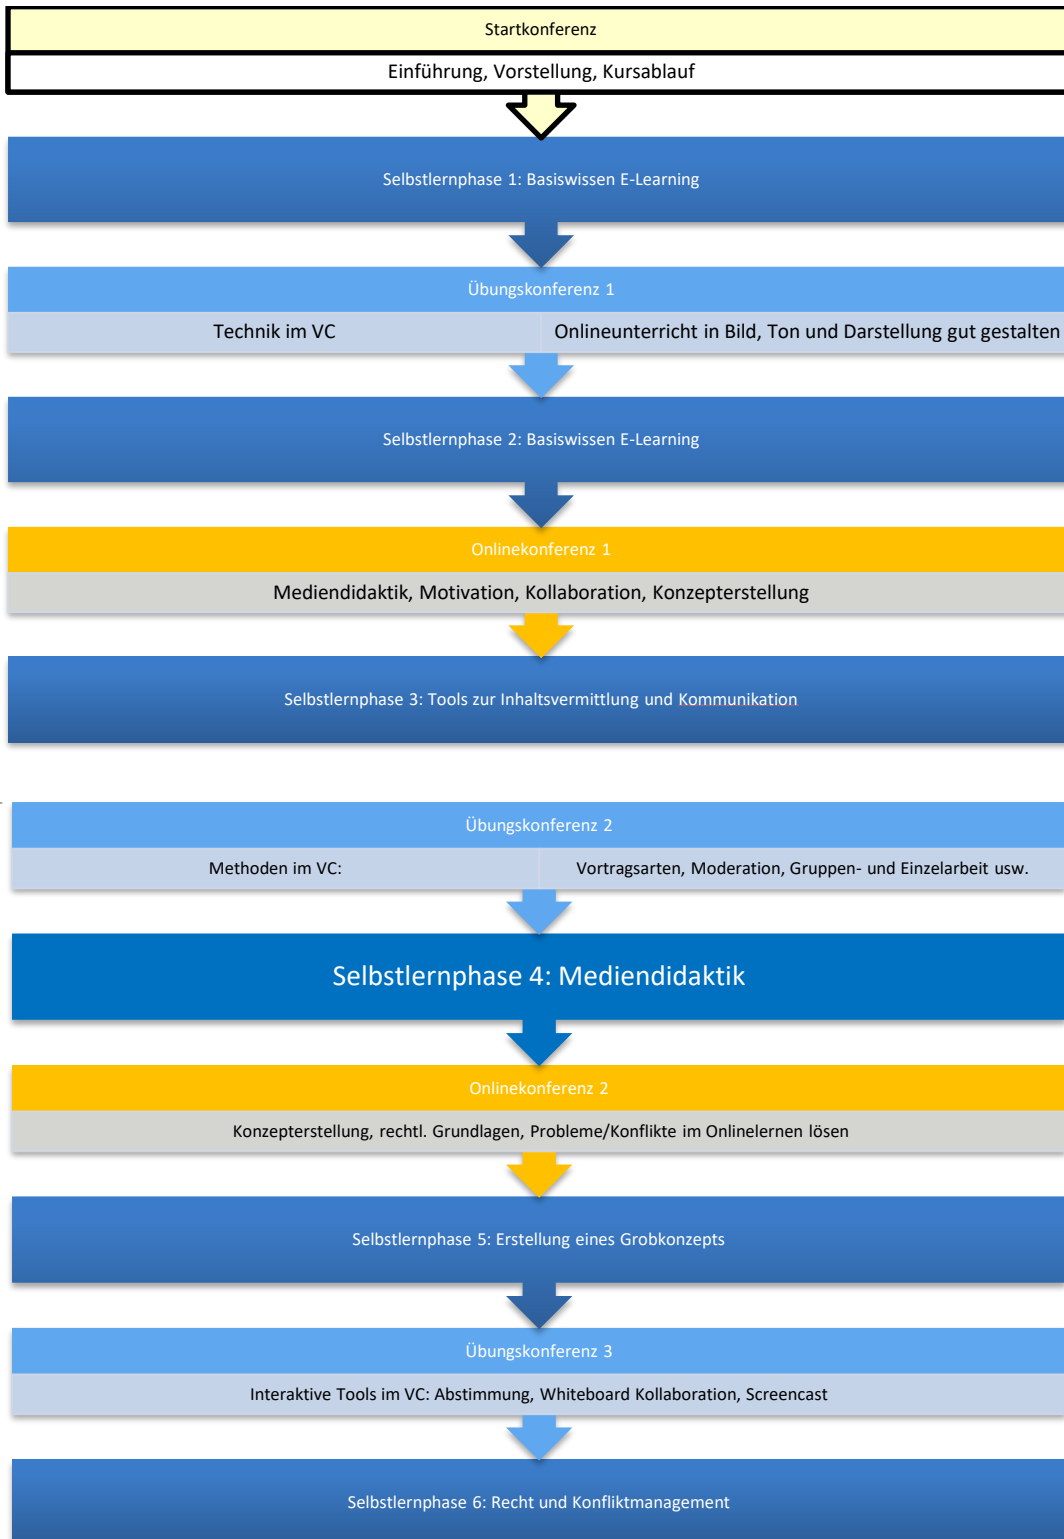 Startkonferenz
Einführung, Vorstellung, Kursablauf
Selbstlernphase 1: Basiswissen E-Learning
Übungskonferenz 1
Technik im VC
Onlineunterricht in Bild, Ton und Darstellung gut gestalten
Selbstlernphase 2: Basiswissen E-Learning
Onlinekonferenz 1
Mediendidaktik, Motivation, Kollaboration, Konzepterstellung
Selbstlernphase 3: Tools zur Inhaltsvermittlung und Kommunikation
Übungskonferenz 2
Methoden im VC:
Vortragsarten, Moderation, Gruppen- und Einzelarbeit usw.
Selbstlernphase 4: Mediendidaktik
Onlinekonferenz 2
Konzepterstellung, rechtl. Grundlagen, Probleme/Konflikte im Onlinelernen lösen
Selbstlernphase 5: Erstellung eines Grobkonzepts
Übungskonferenz 3
Interaktive Tools im VC: Abstimmung, Whiteboard Kollaboration, Screencast
Selbstlernphase 6: Recht und Konfliktmanagement